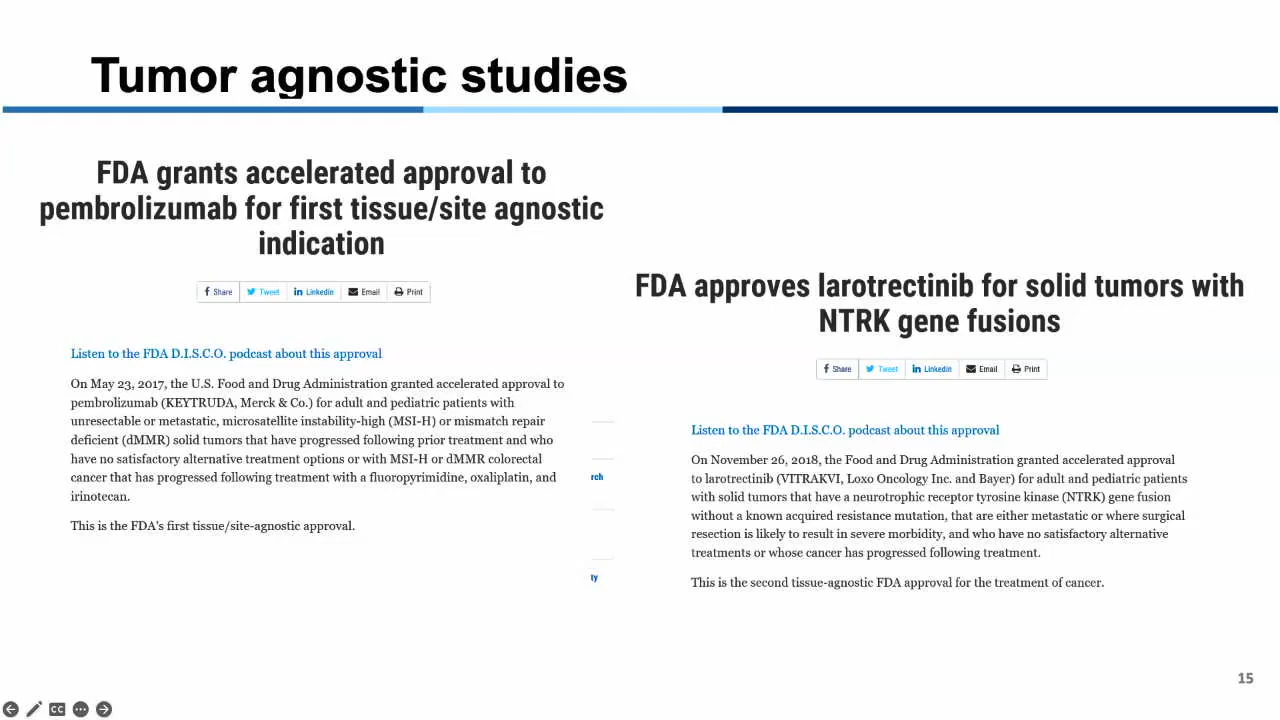 Tumor agnostic studies
FDA grants accelerated approval to
pembrolizumab for first tissue/site agnostic
indication
Share Tweet Linkedin Email Print
Listen to the FDA D.I.S.C.O. podcast about this approval
On May 23, 2017, the U.S. Food and Drug Administration granted accelerated approval to
pembrolizumab (KEYTRUDA, Merck & Co.) for adult and pediatric patients with
unresectable or metastatic, microsatellite instability-high (MSI-H) or mismatch repair
deficient (dMMR) solid tumors that have progressed following prior treatment and who
have no satisfactory alternative treatment options or with MSI-H or dMMR colorectal
cancer that has progressed following treatment with a fluoropyrimidine, oxaliplatin, and
irinotecan.
This is the FDA's first tissue/site-agnostic approval.
rch
ty
FDA approves larotrectinib for solid tumors with
NTRK gene fusions
Share Tweet Linkedin Email Print
Listen to the FDA D.I.S.C.O. podcast about this approval
On November 26, 2018, the Food and Drug Administration granted accelerated approval
to larotrectinib (VITRAKVI, Loxo Oncology Inc. and Bayer) for adult and pediatric patients
with solid tumors that have a neurotrophic receptor tyrosine kinase (NTRK) gene fusion
without a known acquired resistance mutation, that are either metastatic or where surgical
resection is likely to result in severe morbidity, and who have no satisfactory alternative
treatments or whose cancer has progressed following treatment.
This is the second tissue-agnostic FDA approval for the treatment of cancer.
15
CC